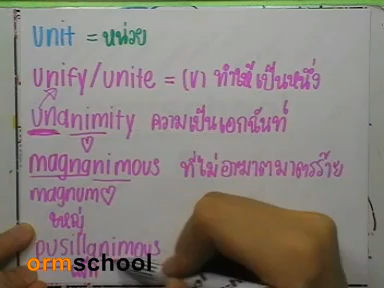 unit = หน่วย
unify/unite = (v) ทำให้เป็นหนึ่ง
unanimity ความเป็นเอกฉันท์
magnanimous ที่ไม่อาฆาตมาตร้าย
magnum♡
ใหญ่
pusillanimous
ormschool